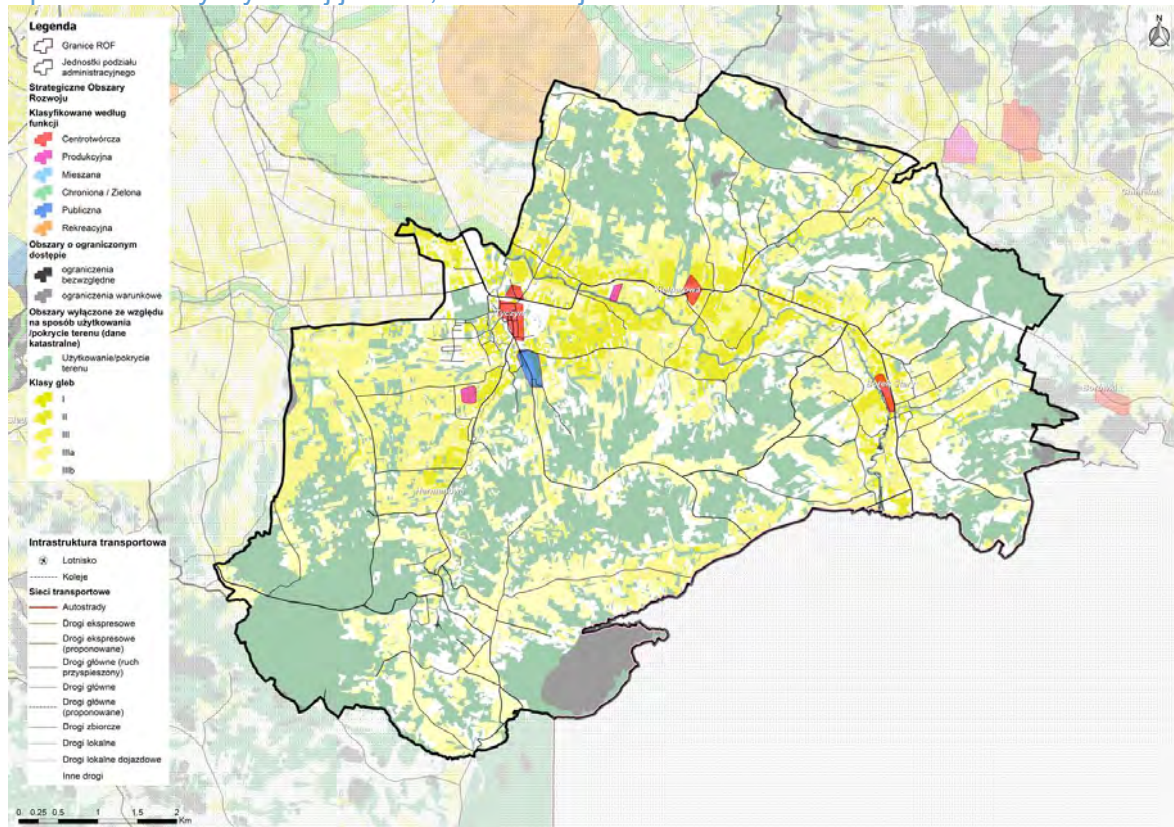 Legenda
Granice ROF
Jednostki podziału
administracyjnego
Strategiczne Obszary
Rozwoju
Klasyfikowane według
funkcji
Centrotwórcza
Produkcyjna
Mieszana
Chroniona / Zielona
Publiczna
Rekreacyjna
Obszary o ograniczonym
dostępie
ograniczenia
bezwzględne
ograniczenia warunkowe
Obszary wyłączone ze względu
na sposób użytkowania
/pokrycie terenu (dane
katastralne)
Użytkowanie/pokrycie
terenu
Klasy gleb
I
II
III
IIIa
IIIb
Intrastruktura transportowa
Lotnisko
Koleje
Sieci transportowe
Autostrady
Drogi ekspresowe
Drogi ekspresowe
(proponowane)
Drogi główne (ruch
przyspieszony)
Drogi główne
Drogi główne
(proponowane)
Drogi zbiorcze
Drogi lokalne
Drogi lokalne dojazdowe
Inne drogi
0 0.25 0.5 1 1.5 2
Km
N
Tyczyn